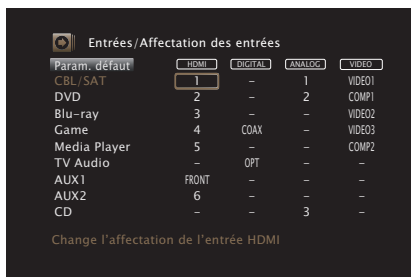 Entrées/Affectation des entrées
Param. défaut HDMI DIGITAL ANALOG VIDEO
CBL/SAT 1 – 1 VIDEO1
DVD 2 – 2 COMP1
Blu-ray 3 – – VIDEO2
Game 4 COAX – VIDEO3
Media Player 5 – – COMP2
TV Audio – OPT – –
AUX1 FRONT – – –
AUX2 6 – – –
CD – – 3 –
Change l'affectation de l'entrée HDMI